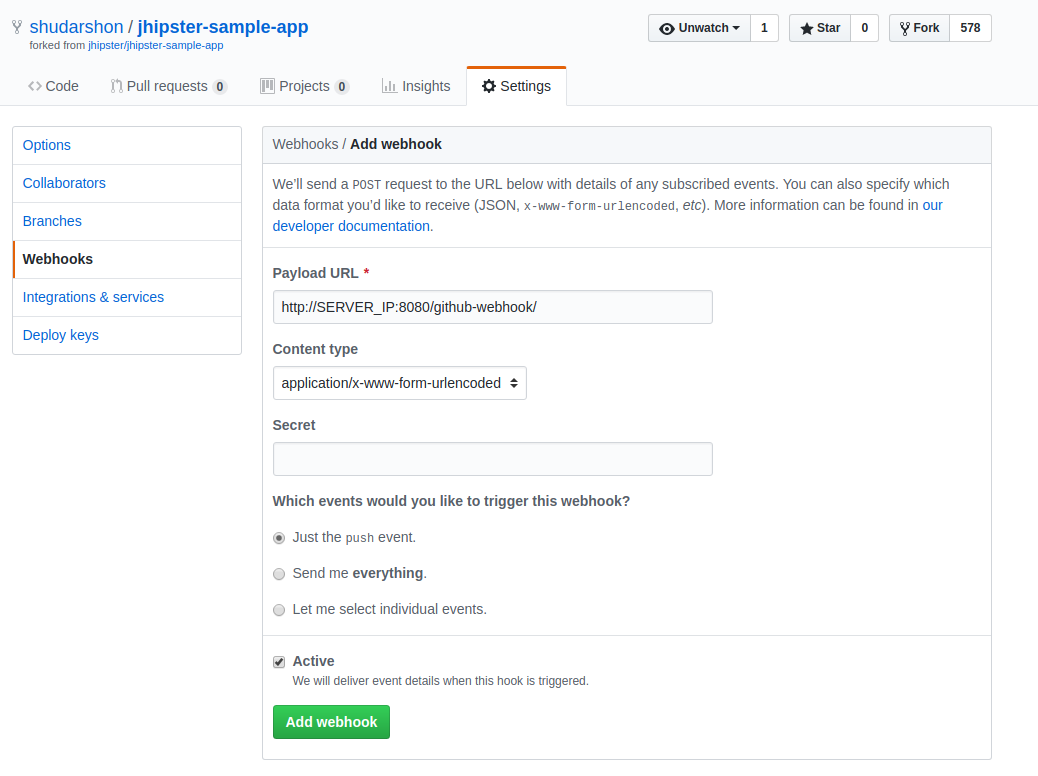 shudarshon / jhipster-sample-app
forked from jhipster/jhipster-sample-app
Unwatch 1 Star 0 Fork 578
Code Pull requests 0 Projects 0 Insights Settings
Options
Collaborators
Branches
Webhooks
Integrations & services
Deploy keys
Webhooks / Add webhook
We’ll send a POST request to the URL below with details of any subscribed events. You can also specify which
data format you’d like to receive (JSON, x-www-form-urlencoded, etc). More information can be found in our
developer documentation.
Payload URL *
http://SERVER_IP:8080/github-webhook/
Content type
application/x-www-form-urlencoded
Secret
Which events would you like to trigger this webhook?
Just the push event.
Send me everything.
Let me select individual events.
Active
We will deliver event details when this hook is triggered.
Add webhook